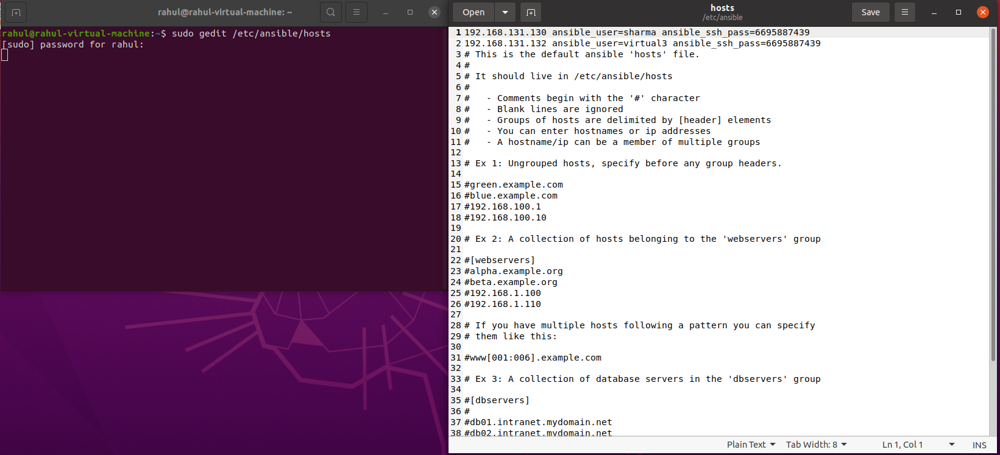 rahul@rahul-virtual-machine: ~
rahul@rahul-virtual-machine:~$ sudo gedit /etc/ansible/hosts
[sudo] password for rahul:
Open
hosts
/etc/ansible
Save
1 192.168.131.130 ansible_user=sharma ansible_ssh_pass=6695887439
2 192.168.131.132 ansible_user=virtual3 ansible_ssh_pass=6695887439
3 # This is the default ansible 'hosts' file.
4 #
5 # It should live in /etc/ansible/hosts
6 #
7 #   - Comments begin with the '#' character
8 #   - Blank lines are ignored
9 #   - Groups of hosts are delimited by [header] elements
10 #   - You can enter hostnames or ip addresses
11 #   - A hostname/ip can be a member of multiple groups
12
13 # Ex 1: Ungrouped hosts, specify before any group headers.
14
15 #green.example.com
16 #blue.example.com
17 #192.168.100.1
18 #192.168.100.10
19
20 # Ex 2: A collection of hosts belonging to the 'webservers' group
21
22 #[webservers]
23 #alpha.example.org
24 #beta.example.org
25 #192.168.1.100
26 #192.168.1.110
27
28 # If you have multiple hosts following a pattern you can specify
29 # them like this:
30
31 #www[001:006].example.com
32
33 # Ex 3: A collection of database servers in the 'dbservers' group
34
35 #[dbservers]
36 #
37 #db01.intranet.mydomain.net
38 #db02.intranet.mydomain.net
Plain Text
Tab Width: 8
Ln 1, Col 1
INS